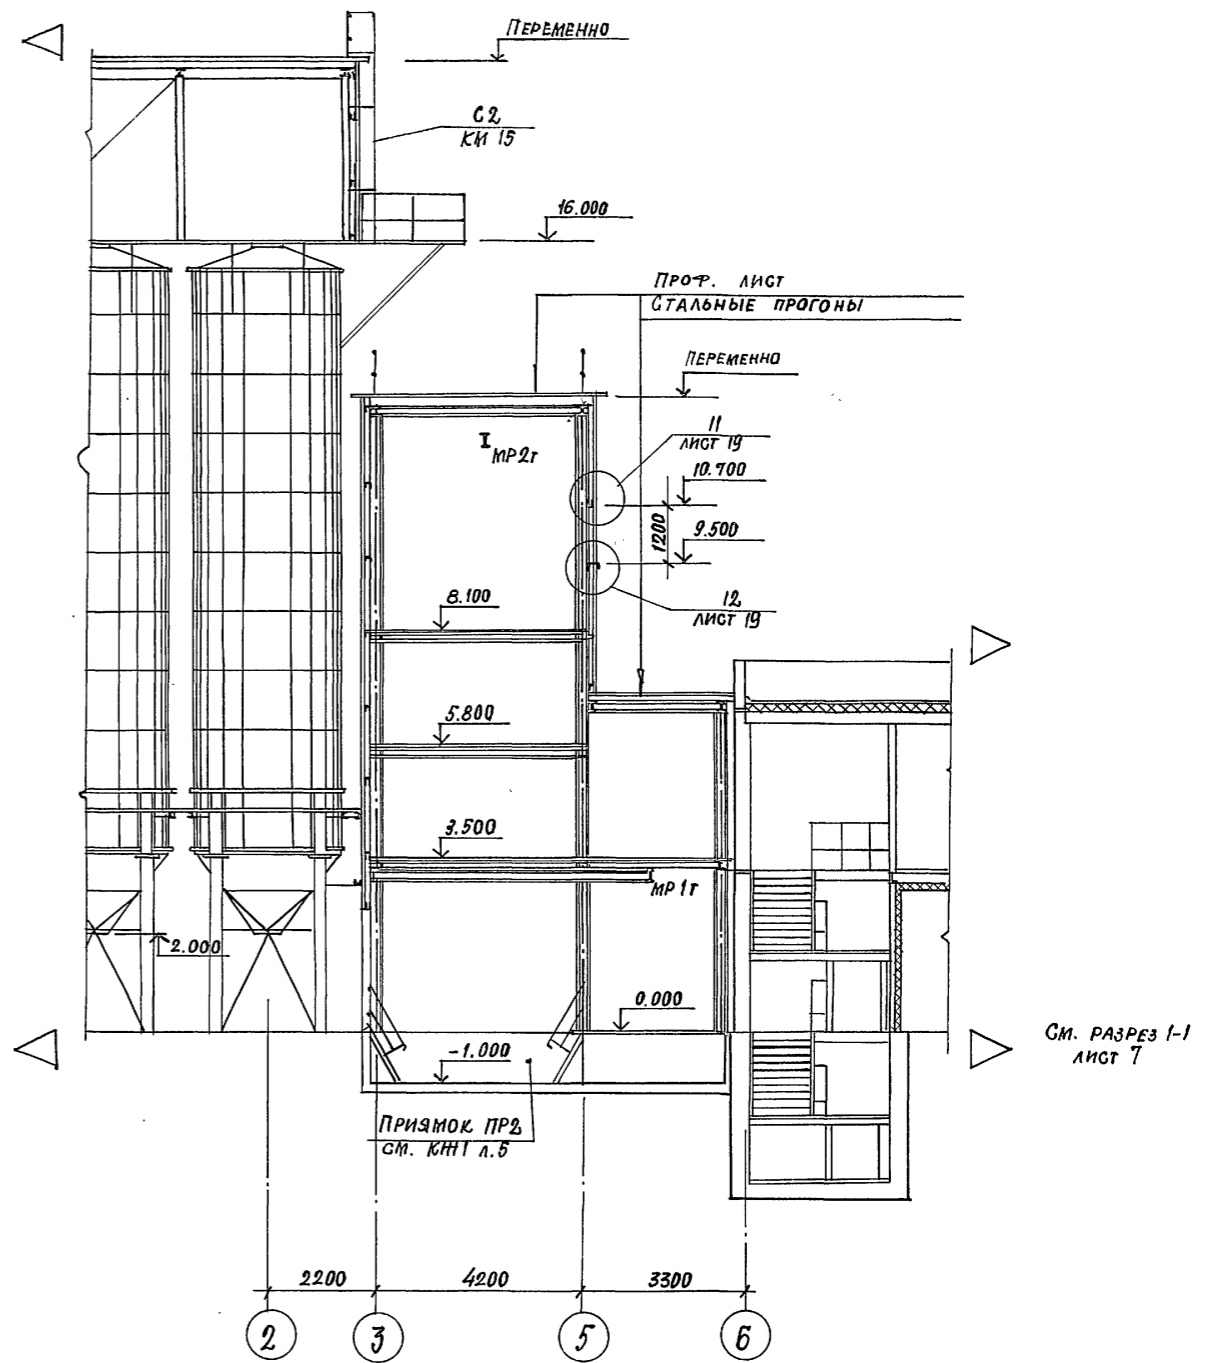 ПЕРЕМЕННО
С2
КМ 15
16.000
ПРОФ. ЛИСТ
СТАЛЬНЫЕ ПРОГОНЫ
ПЕРЕМЕННО
11
ЛИСТ 19
I
МР2т
10.700
1200
9.500
8.100
12
ЛИСТ 19
5.800
3.500
МР1т
2.000
0.000
-1.000
СМ. РАЗРЕЗ 1-1
ЛИСТ 7
ПРИЯМОК ПР2
СМ. КЖ1 Л.5
2200
4200
3300
2
3
5
6